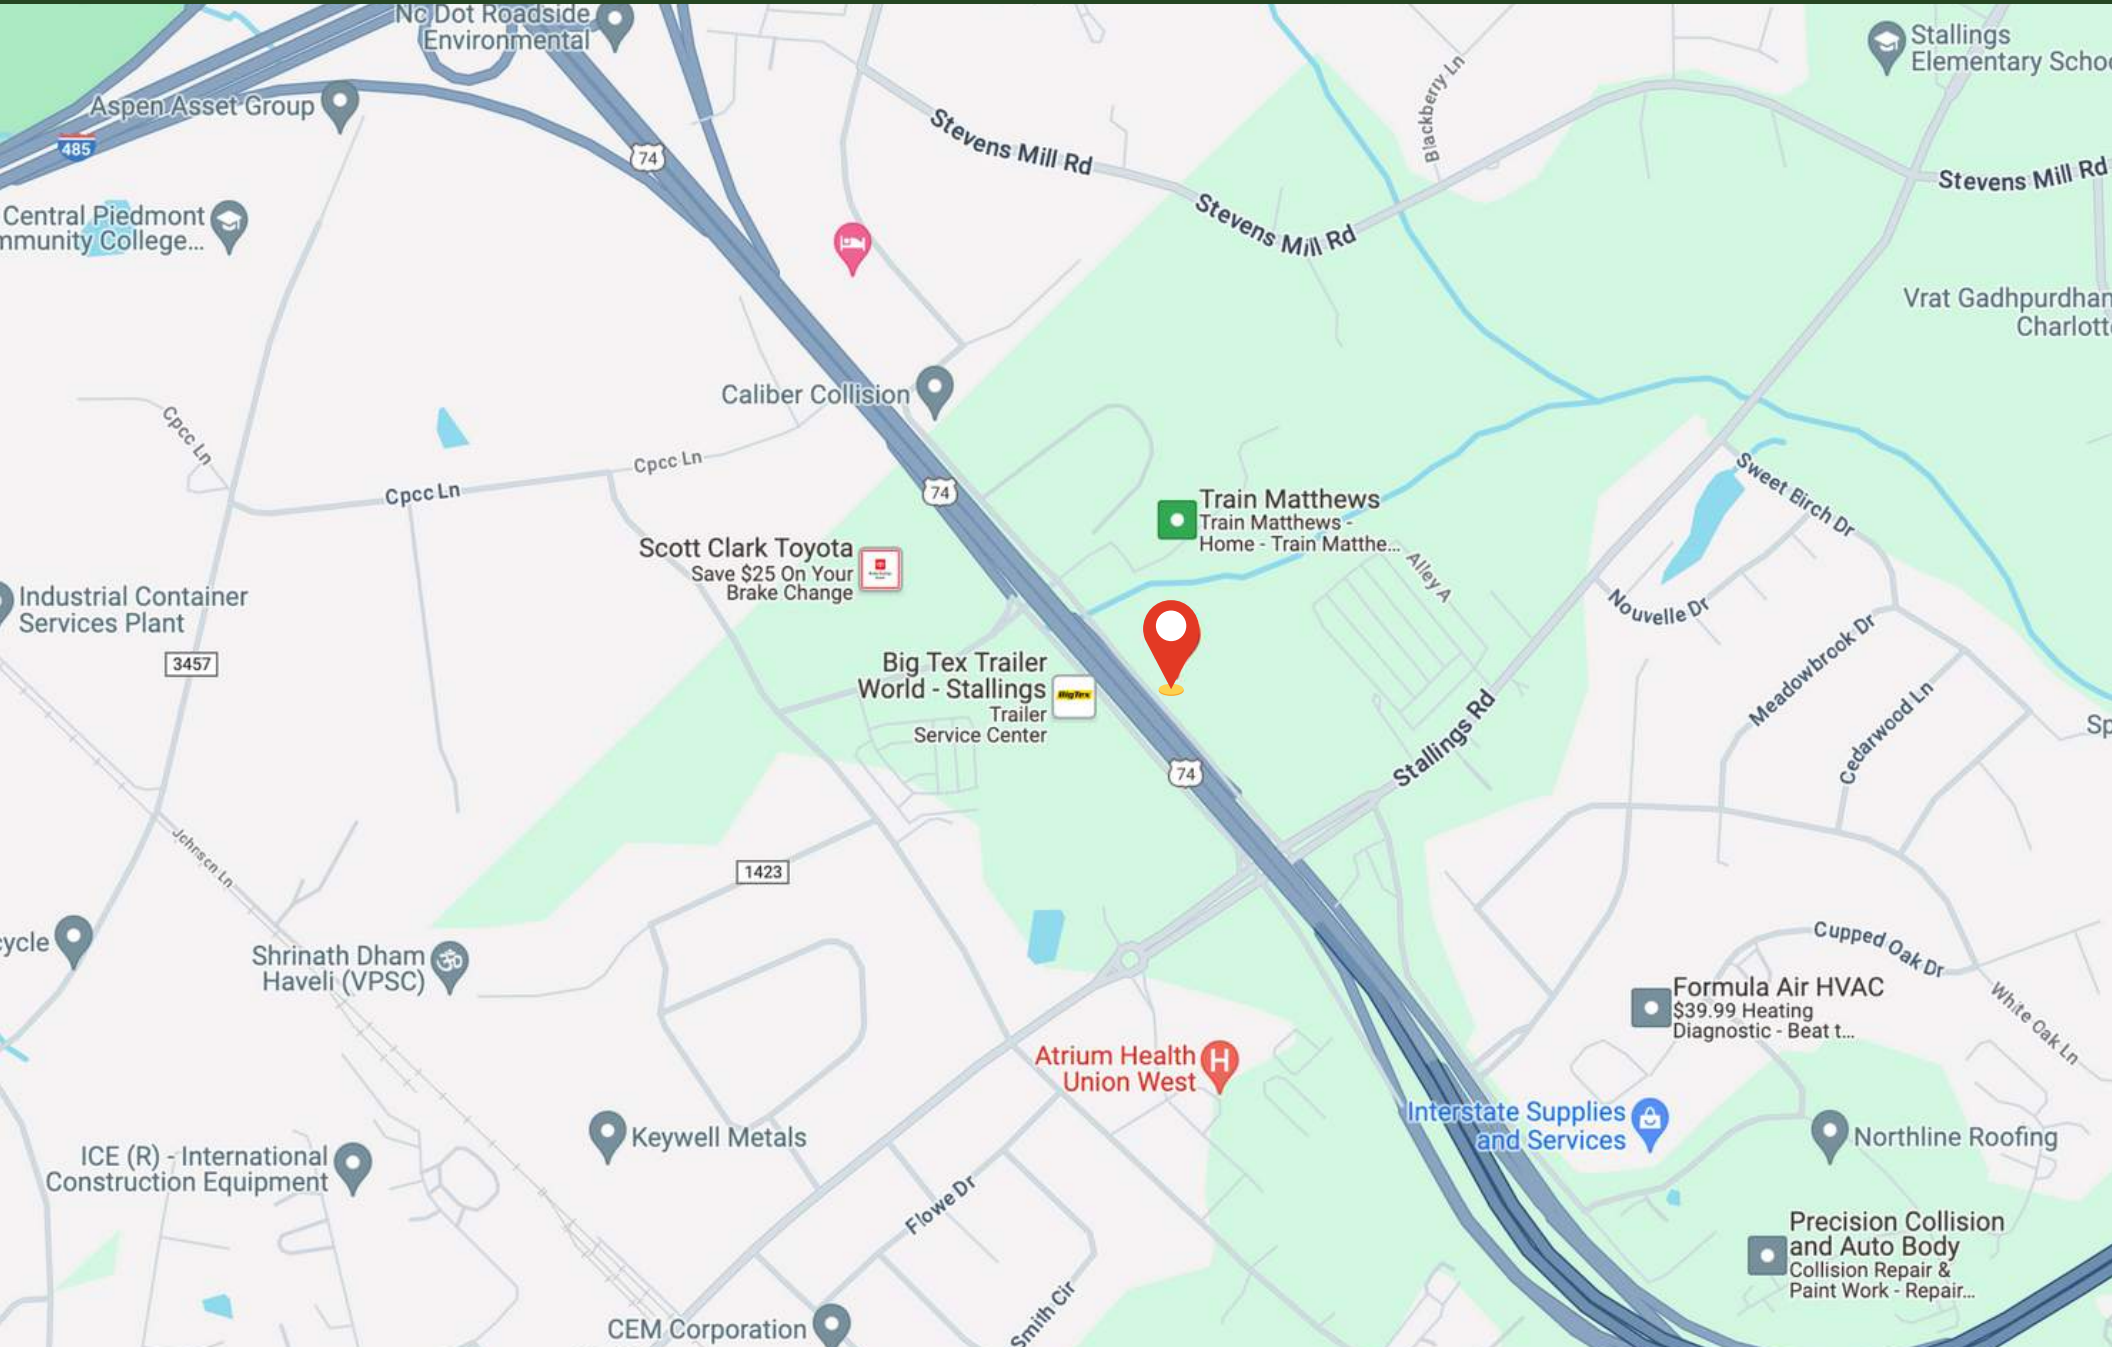 Nc Dot Roadside
Environmental
Stallings
Elementary Schoo
Aspen Asset Group
485
74
Stevens Mill Rd
Blackberry Ln
Stevens Mill Rd
Stevens Mill Rd
Central Piedmont
mmunity College...
Vrat Gadhpurdhan
Charlotte
Caliber Collision
Cpcc Ln
Cpcc Ln
Cpcc Ln
74
Train Matthews
Train Matthews -
Home - Train Matthe...
Sweet Birch Dr
Scott Clark Toyota
Save $25 On Your
Brake Change
Alley A
Nouvelle Dr
Industrial Container
Services Plant
3457
Big Tex Trailer
World - Stallings
Trailer
Service Center
BigTex
Meadowbrook Dr
Cedarwood Ln
Sp
Stallings Rd
74
Johnson Ln
1423
ycle
Shrinath Dham
Haveli (VPSC)
Cupped Oak Dr
Formula Air HVAC
$39.99 Heating
Diagnostic - Beat t...
White Oak Ln
Atrium Health
Union West
H
Interstate Supplies
and Services
Northline Roofing
Keywell Metals
ICE (R) - International
Construction Equipment
Flowe Dr
Precision Collision
and Auto Body
Collision Repair &
Paint Work - Repair...
Smith Cir
CEM Corporation